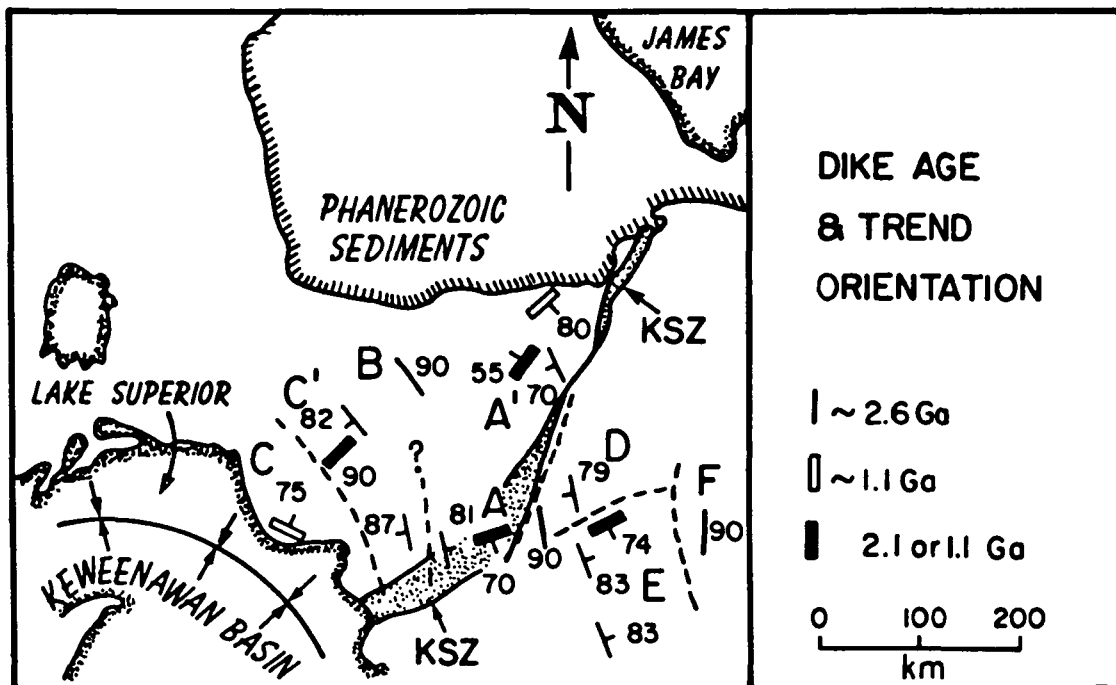 JAMES
BAY
N
PHANEROZOIC
SEDIMENTS
80
KSZ
B
90
55
70
LAKE SUPERIOR
C'
82
A'
?
C
90
D
79
F
75
87
81
A
90
74
90
70
83
E
KEWEENAWAN BASIN
KSZ
83
DIKE AGE
& TREND
ORIENTATION
~ 2.6 Ga
~ 1.1 Ga
2.1 or 1.1 Ga
0 100 200
km